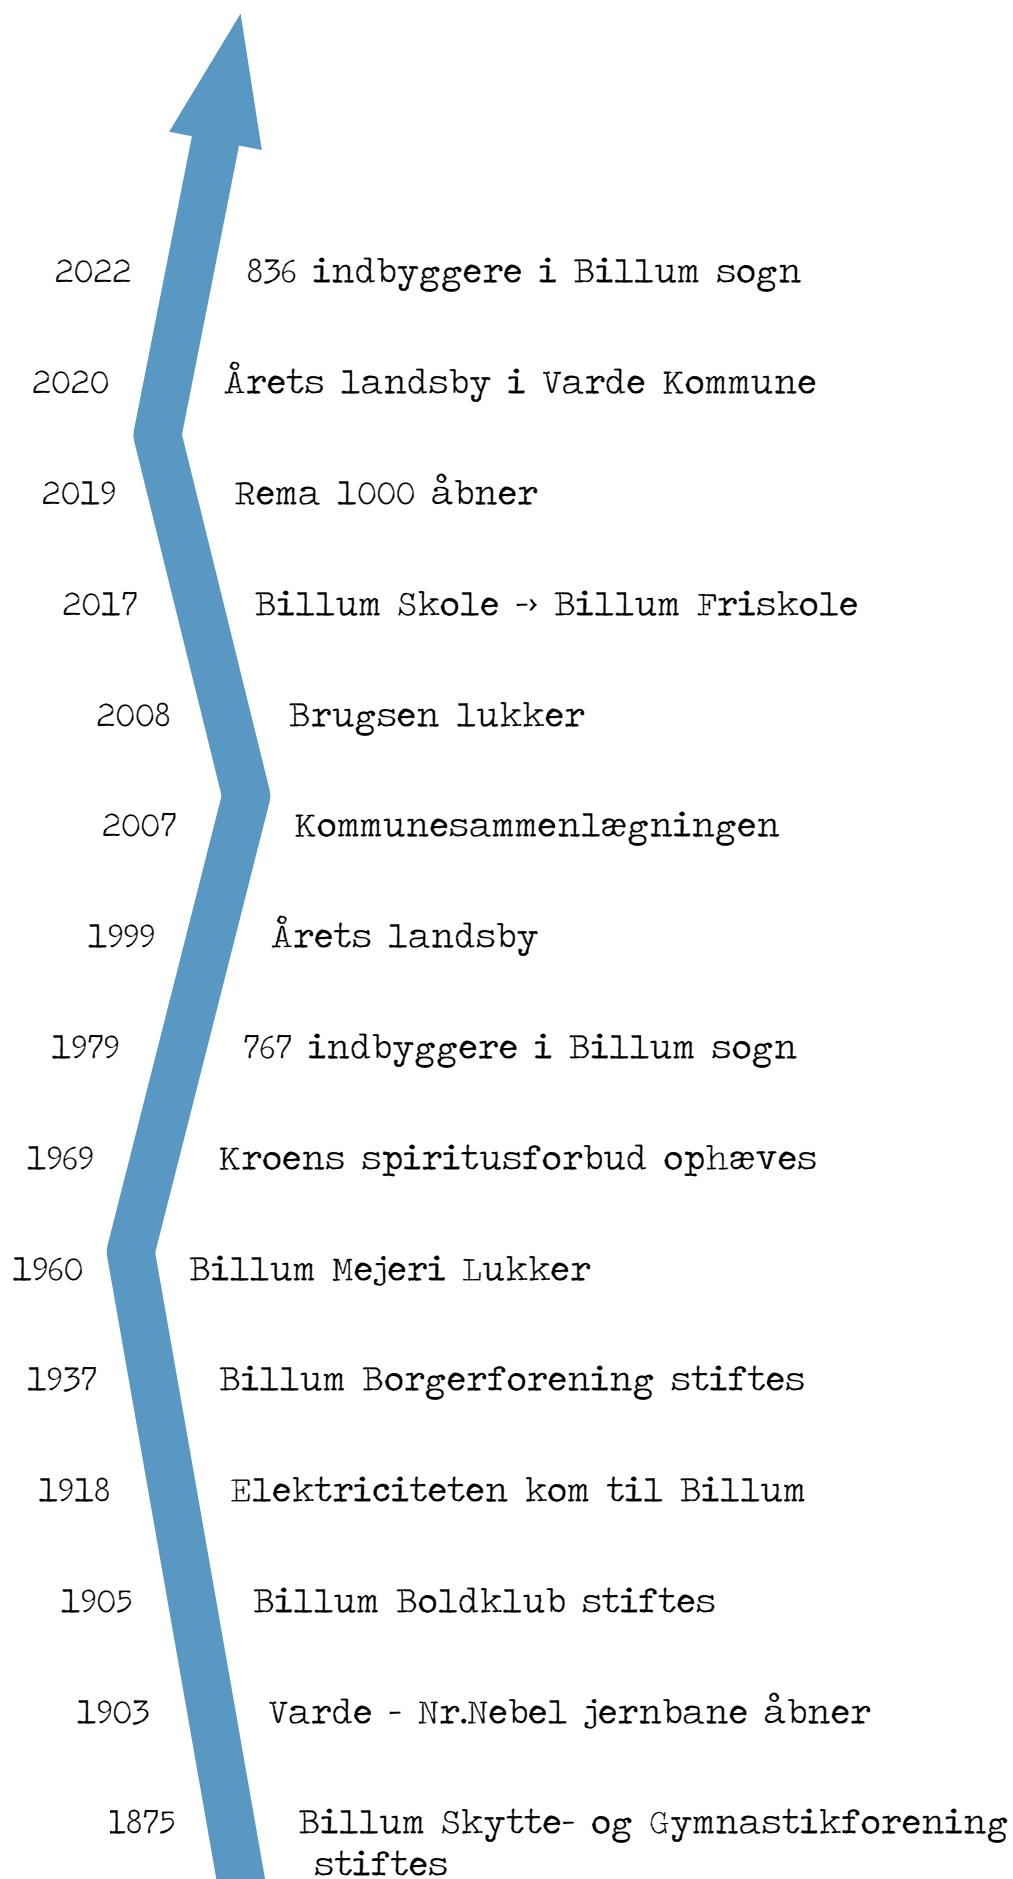 2022 836 indbyggere i Billum sogn
2020 Årets landsby i Varde Kommune
2019 Rema 1000 åbner
2017 Billum Skole -> Billum Friskole
2008 Brugsen lukker
2007 Kommunesammenlægningen
1999 Årets landsby
1979 767 indbyggere i Billum sogn
1969 Kroens spiritusforbud ophæves
1960 Billum Mejeri Lukker
1937 Billum Borgerforening stiftes
1918 Elektriciteten kom til Billum
1905 Billum Boldklub stiftes
1903 Varde - Nr.Nebel jernbane åbner
1875 Billum Skytte- og Gymnastikforening
stiftes